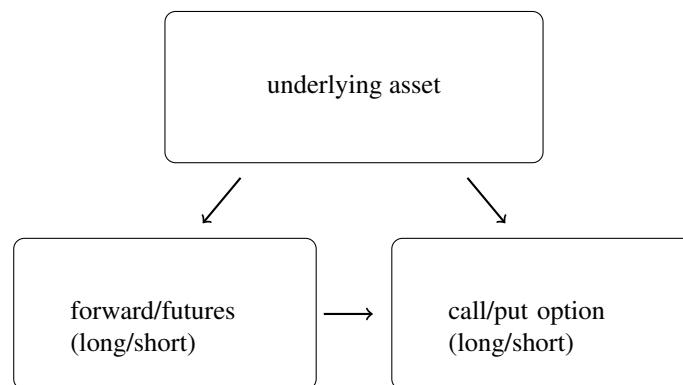 underlying asset
forward/futures
(long/short)
call/put option
(long/short)